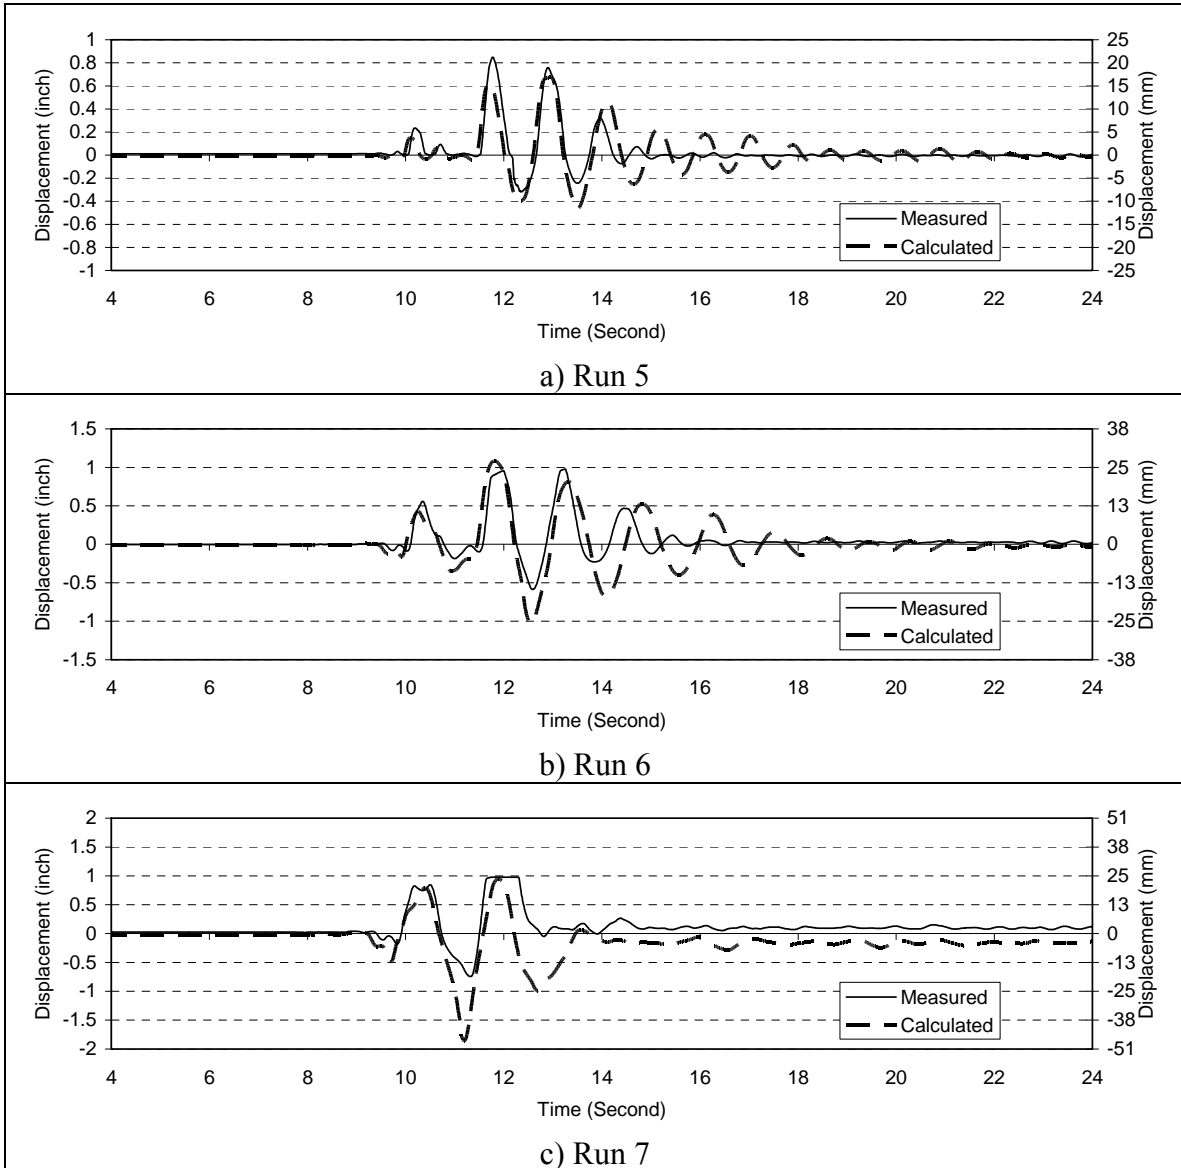 1
0.8
0.6
0.4
0.2
0
-0.2
-0.4
-0.6
-0.8
-1
Displacement (inch)
25
20
15
10
5
0
-5
-10
-15
-20
-25
Displacement (mm)
Measured
Calculated
4 6 8 10 12 14 16 18 20 22 24
Time (Second)
a) Run 5
1.5
1
0.5
0
-0.5
-1
-1.5
Displacement (inch)
38
25
13
0
-13
-25
-38
Displacement (mm)
Measured
Calculated
4 6 8 10 12 14 16 18 20 22 24
Time (Second)
b) Run 6
2
1.5
1
0.5
0
-0.5
-1
-1.5
-2
Displacement (inch)
51
38
25
13
0
-13
-25
-38
-51
Displacement (mm)
Measured
Calculated
4 6 8 10 12 14 16 18 20 22 24
Time (Second)
c) Run 7